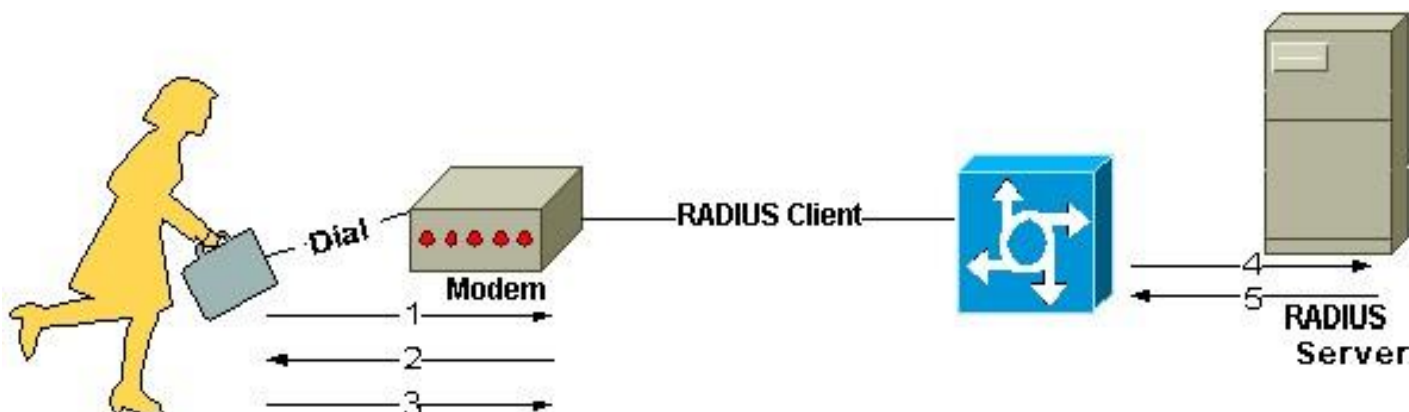 Dial
Modem
RADIUS Client
1
2
3
4
5
RADIUS
Server